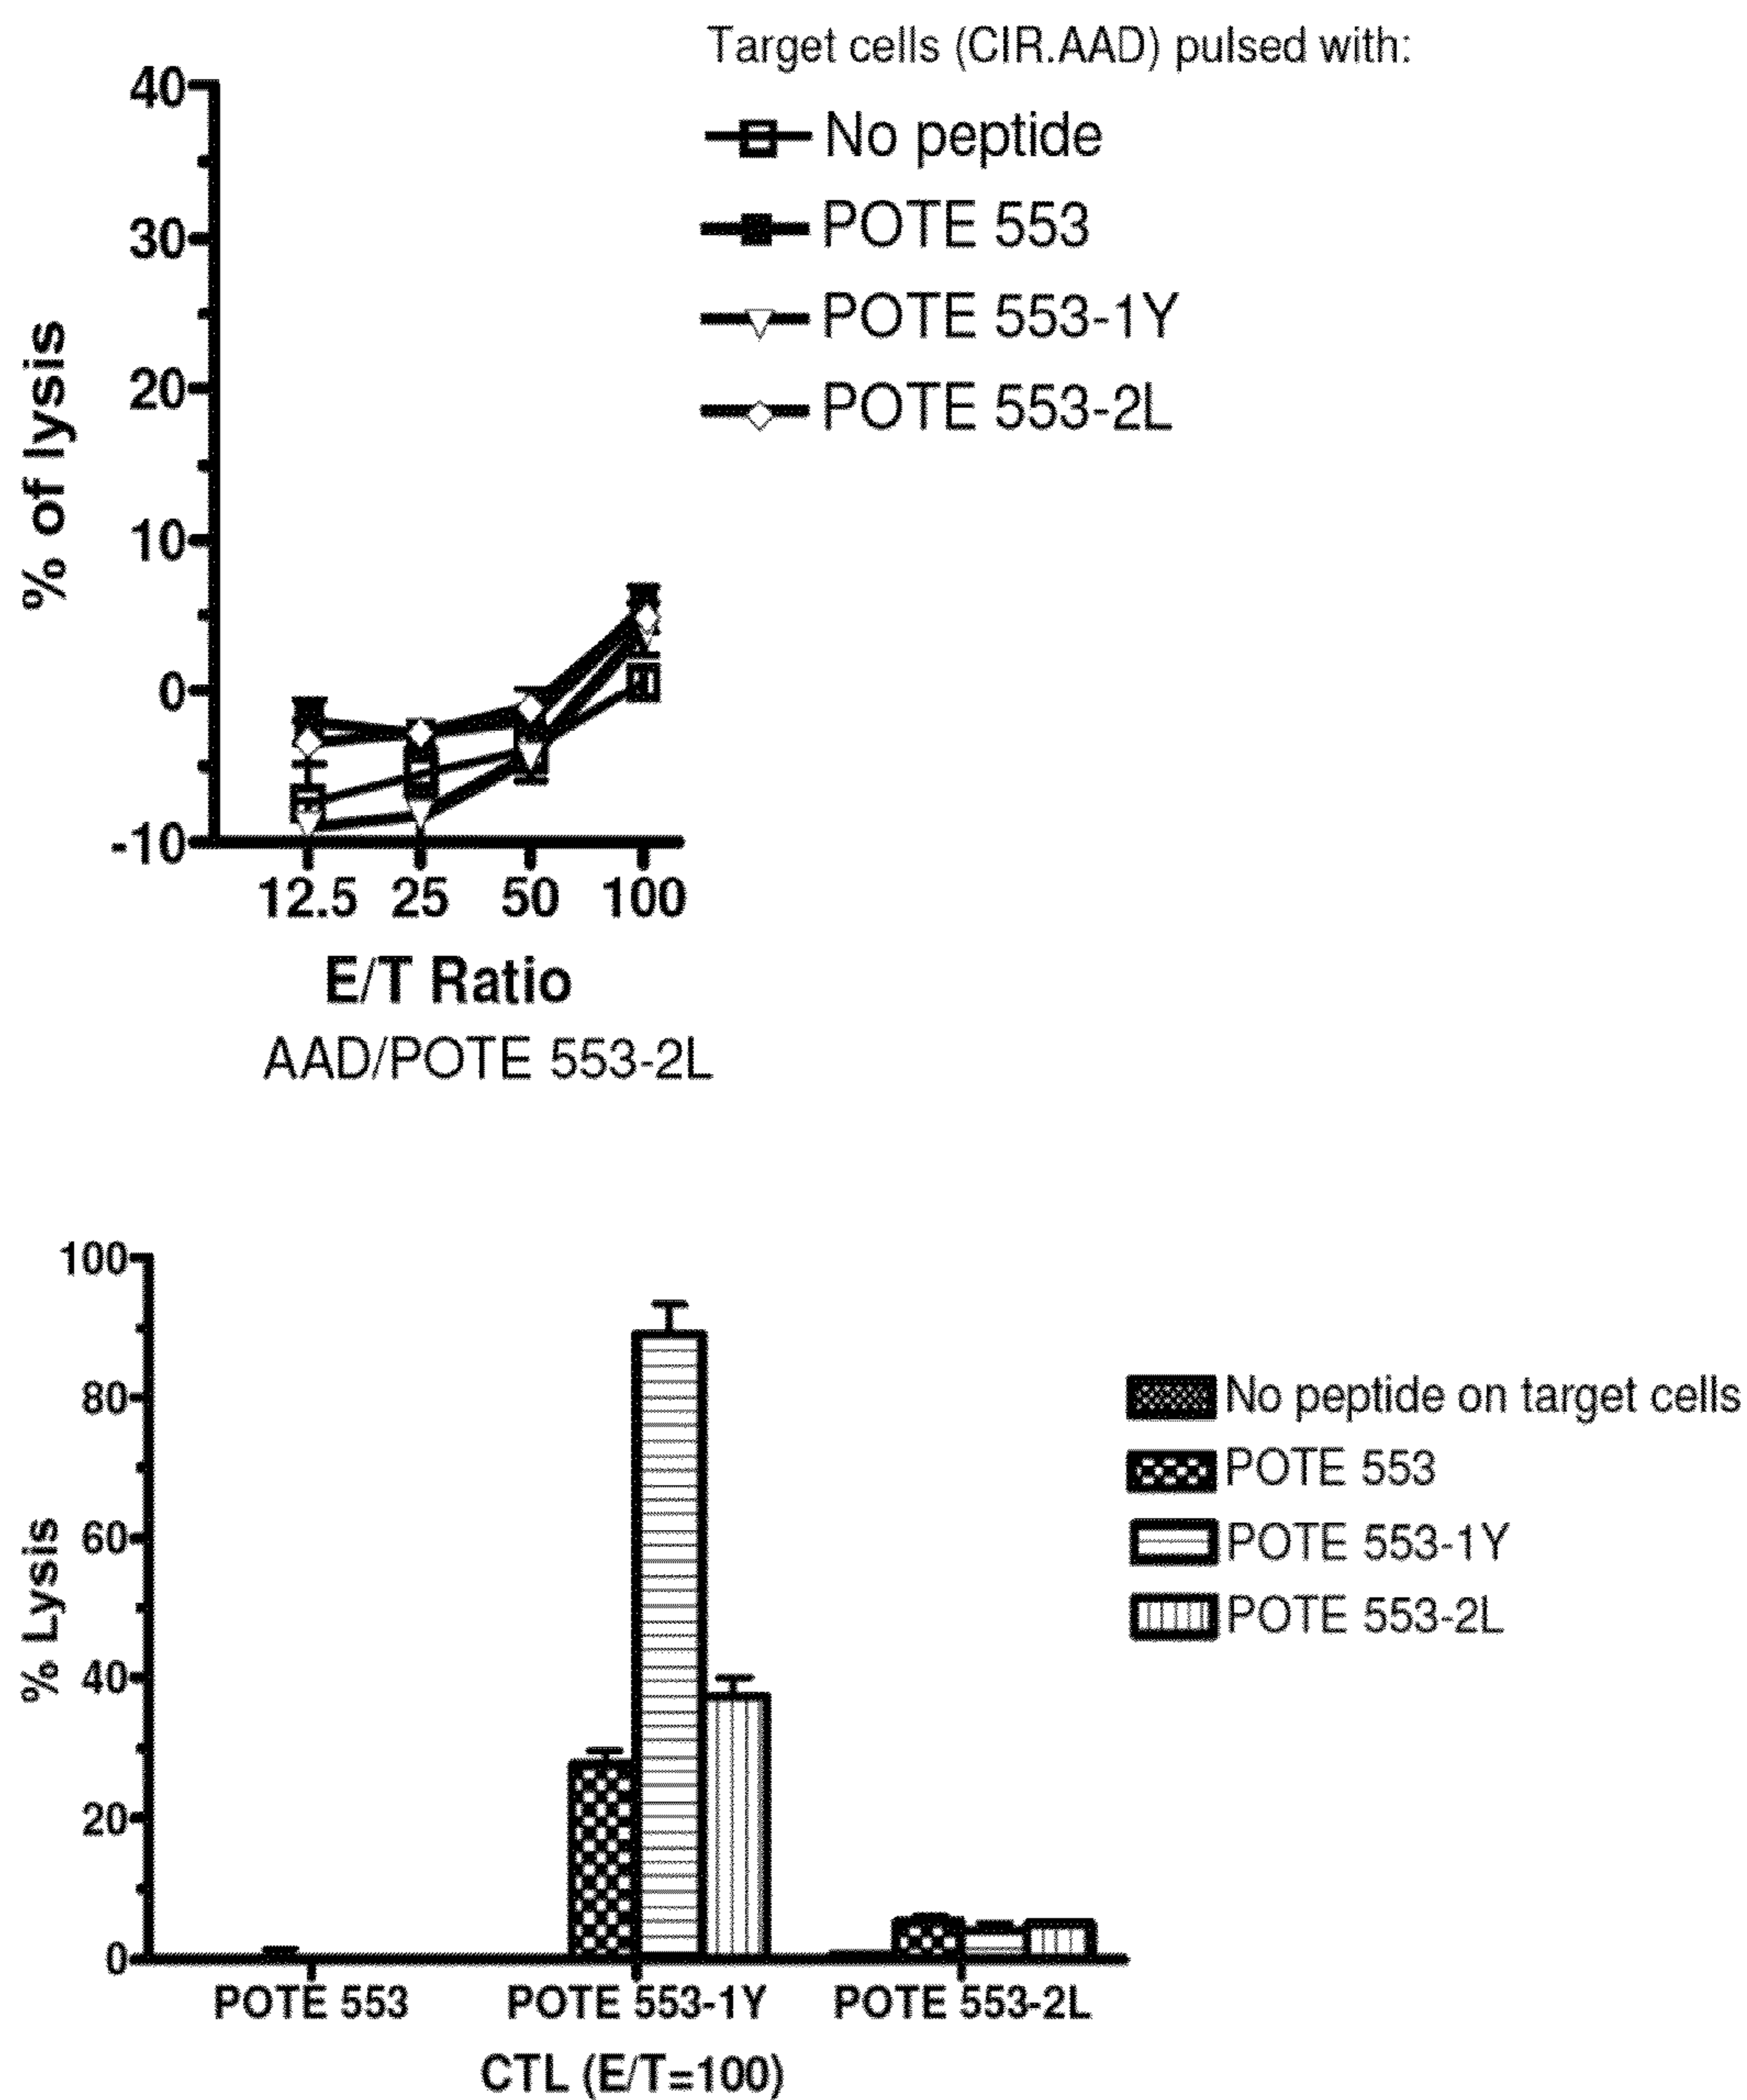 Target cells (CIR.AAD) pulsed with:
No peptide
POTE 553
POTE 553-1Y
POTE 553-2L
% of lysis
40
30
20
10
0
-10
12.5 25 50 100
E/T Ratio
AAD/POTE 553-2L
% Lysis
100
80
60
40
20
0
No peptide on target cells
POTE 553
POTE 553-1Y
POTE 553-2L
POTE 553 POTE 553-1Y POTE 553-2L
CTL (E/T=100)